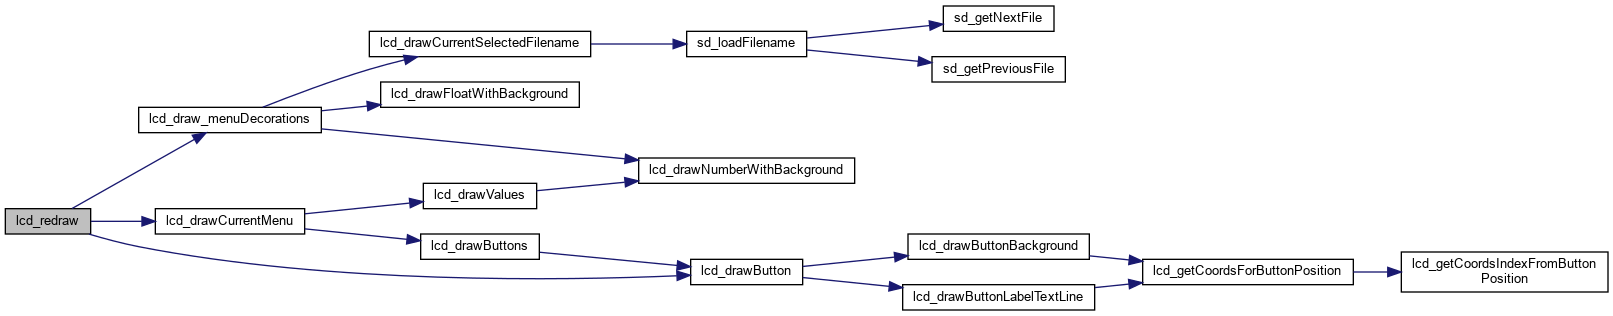 sd_getNextFile
lcd_drawCurrentSelectedFilename
sd_loadFilename
sd_getPreviousFile
lcd_drawFloatWithBackground
lcd_draw_menuDecorations
lcd_drawNumberWithBackground
lcd_drawValues
lcd_redraw
lcd_drawCurrentMenu
lcd_drawButtons
lcd_drawButtonBackground
lcd_drawButton
lcd_getCoordsForButtonPosition
lcd_getCoordsIndexFromButton
Position
lcd_drawButtonLabelTextLine